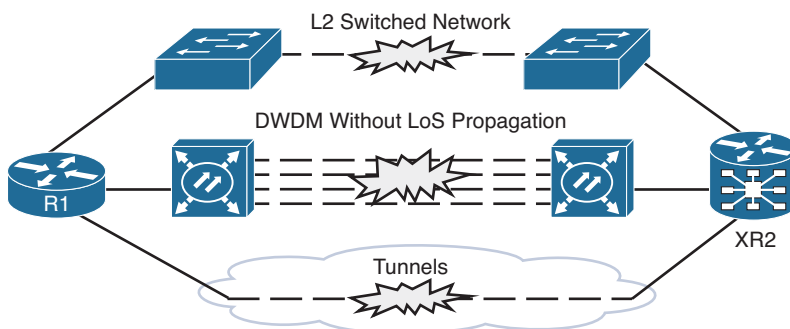 L2 Switched Network
DWDM Without LoS Propagation
R1
XR2
Tunnels